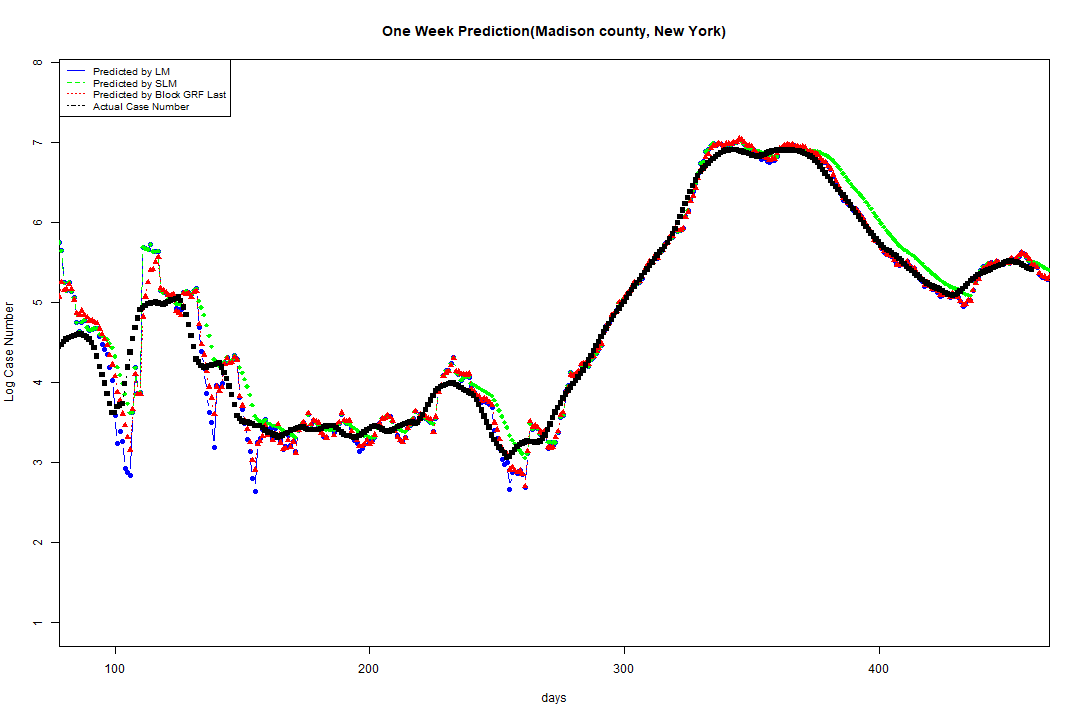 One Week Prediction(Madison county, New York)
Predicted by LM
Predicted by SLM
Predicted by Block GRF Last
Actual Case Number
8
7
6
5
4
3
2
1
Log Case Number
100 200 300 400
days